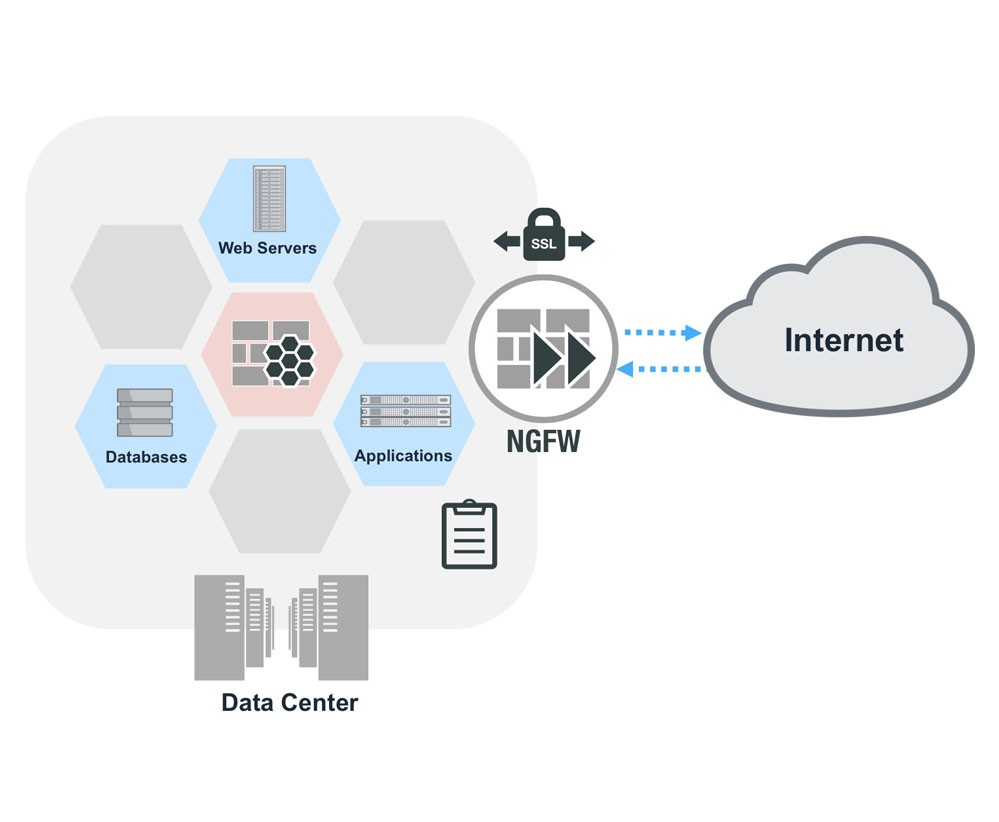 Web Servers
SSL
Internet
NGFW
Databases
Applications
Data Center